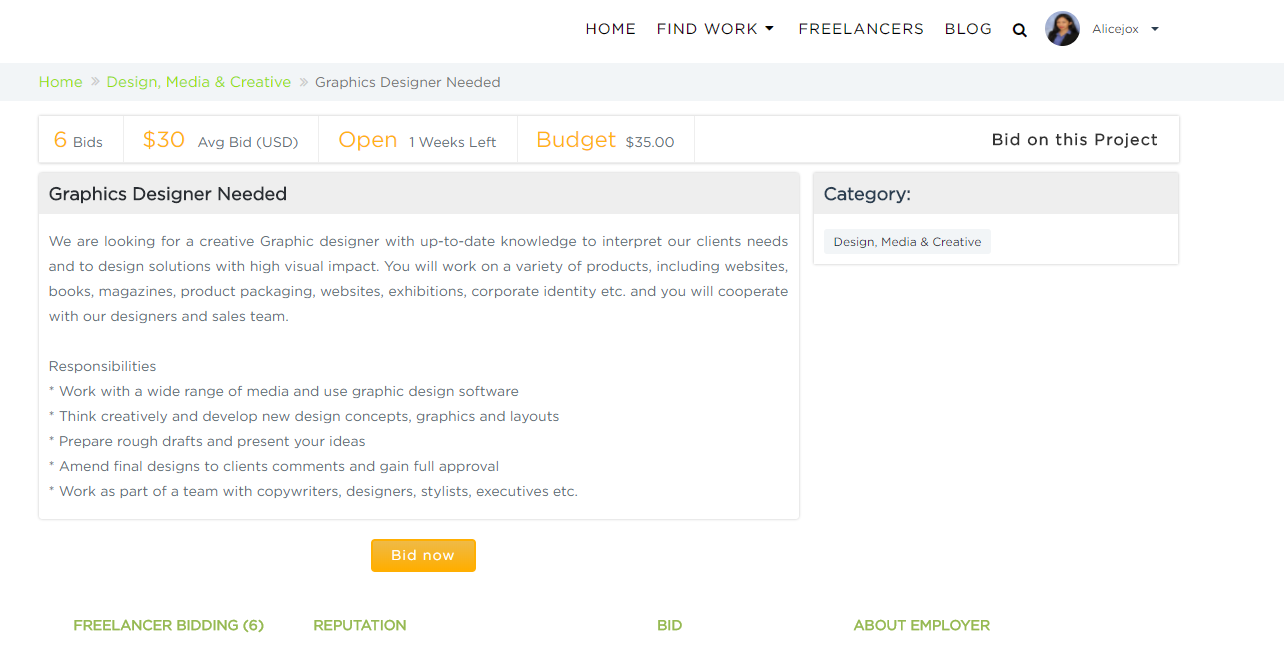 HOME FIND WORK FREELANCERS BLOG Alicejox
Home » Design, Media & Creative » Graphics Designer Needed
6 Bids $30 Avg Bid (USD) Open 1 Weeks Left Budget $35.00 Bid on this Project
Graphics Designer Needed
We are looking for a creative Graphic designer with up-to-date knowledge to interpret our clients needs
and to design solutions with high visual impact. You will work on a variety of products, including websites,
books, magazines, product packaging, websites, exhibitions, corporate identity etc. and you will cooperate
with our designers and sales team.
Responsibilities
* Work with a wide range of media and use graphic design software
* Think creatively and develop new design concepts, graphics and layouts
* Prepare rough drafts and present your ideas
* Amend final designs to clients comments and gain full approval
* Work as part of a team with copywriters, designers, stylists, executives etc.
Category:
Design, Media & Creative
Bid now
FREELANCER BIDDING (6) REPUTATION BID ABOUT EMPLOYER